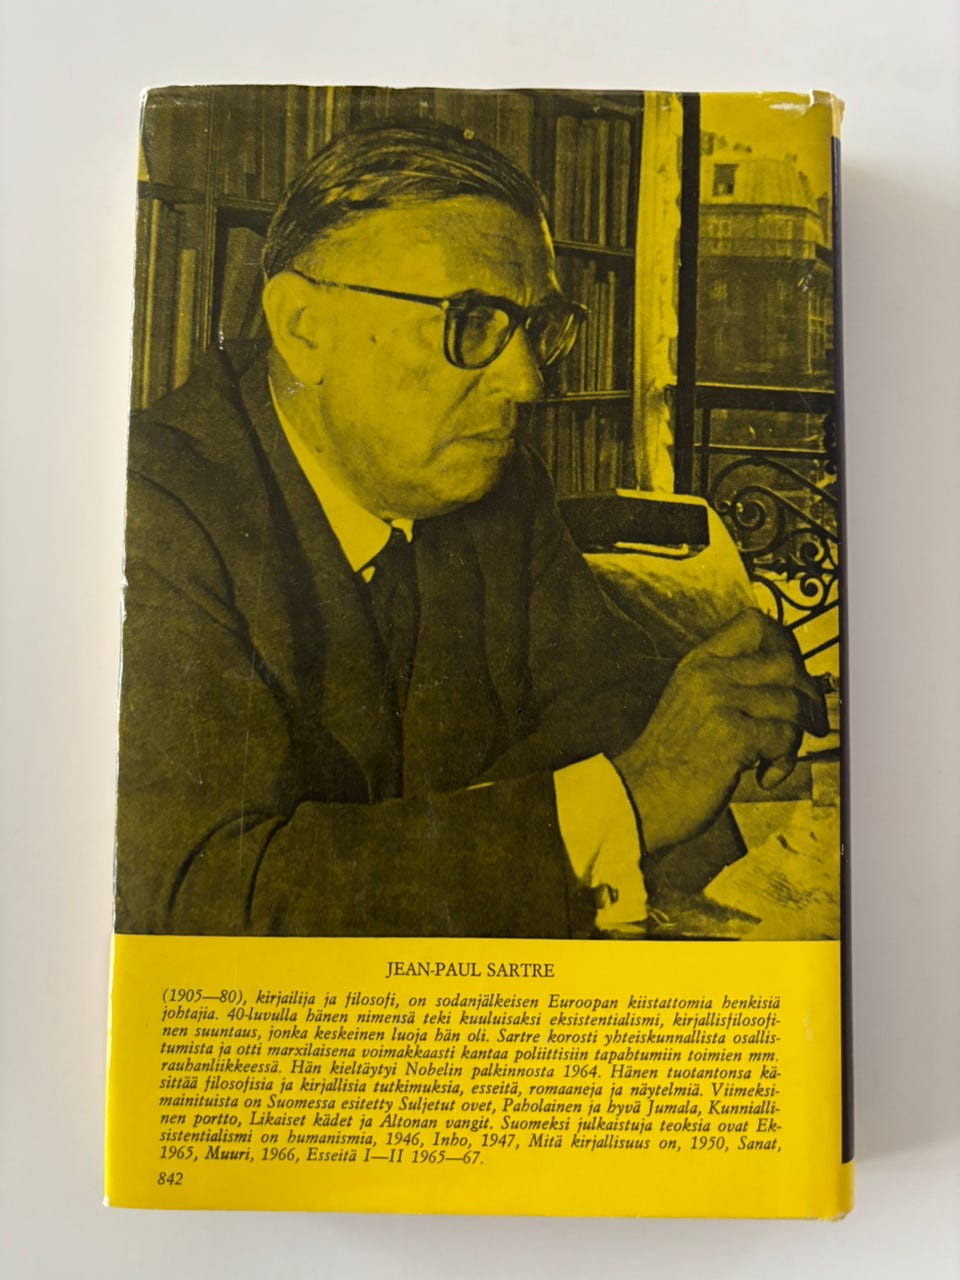 JEAN-PAUL SARTRE
(1905—80), kirjailija ja filosofi, on sodanjälkeisen Euroopan kiistattomia henkisiä
johtajia. 40-luvulla hänen nimensä teki kuuluisaksi eksistentialismi, kirjallisfilosofi-
nen suuntaus, jonka keskeinen luoja hän oli. Sartre korosti yhteiskunnallista osallis-
tumista ja otti marxilaisena voimakkaasti kantaa poliittisiin tapahtumiin toimien mm.
rauhanliikkeessä. Hän kieltäytyi Nobelin palkinnosta 1964. Hänen tuotantonsa kä-
sittää filosofisia ja kirjallisia tutkimuksia, esseitä, romaaneja ja näytelmiä. Viimeksi-
mainituista on Suomessa esitetty Suljetut ovet, Paholainen ja hyvä Jumala, Kunnialli-
nen portto, Likaiset kädet ja Altonan vangit. Suomeksi julkaistuja teoksia ovat Ek-
sistentialismi on humanismia, 1946, Inho, 1947, Mitä kirjallisuus on, 1950, Sanat,
1965, Muuri, 1966, Esseitä I—II 1965—67.
842